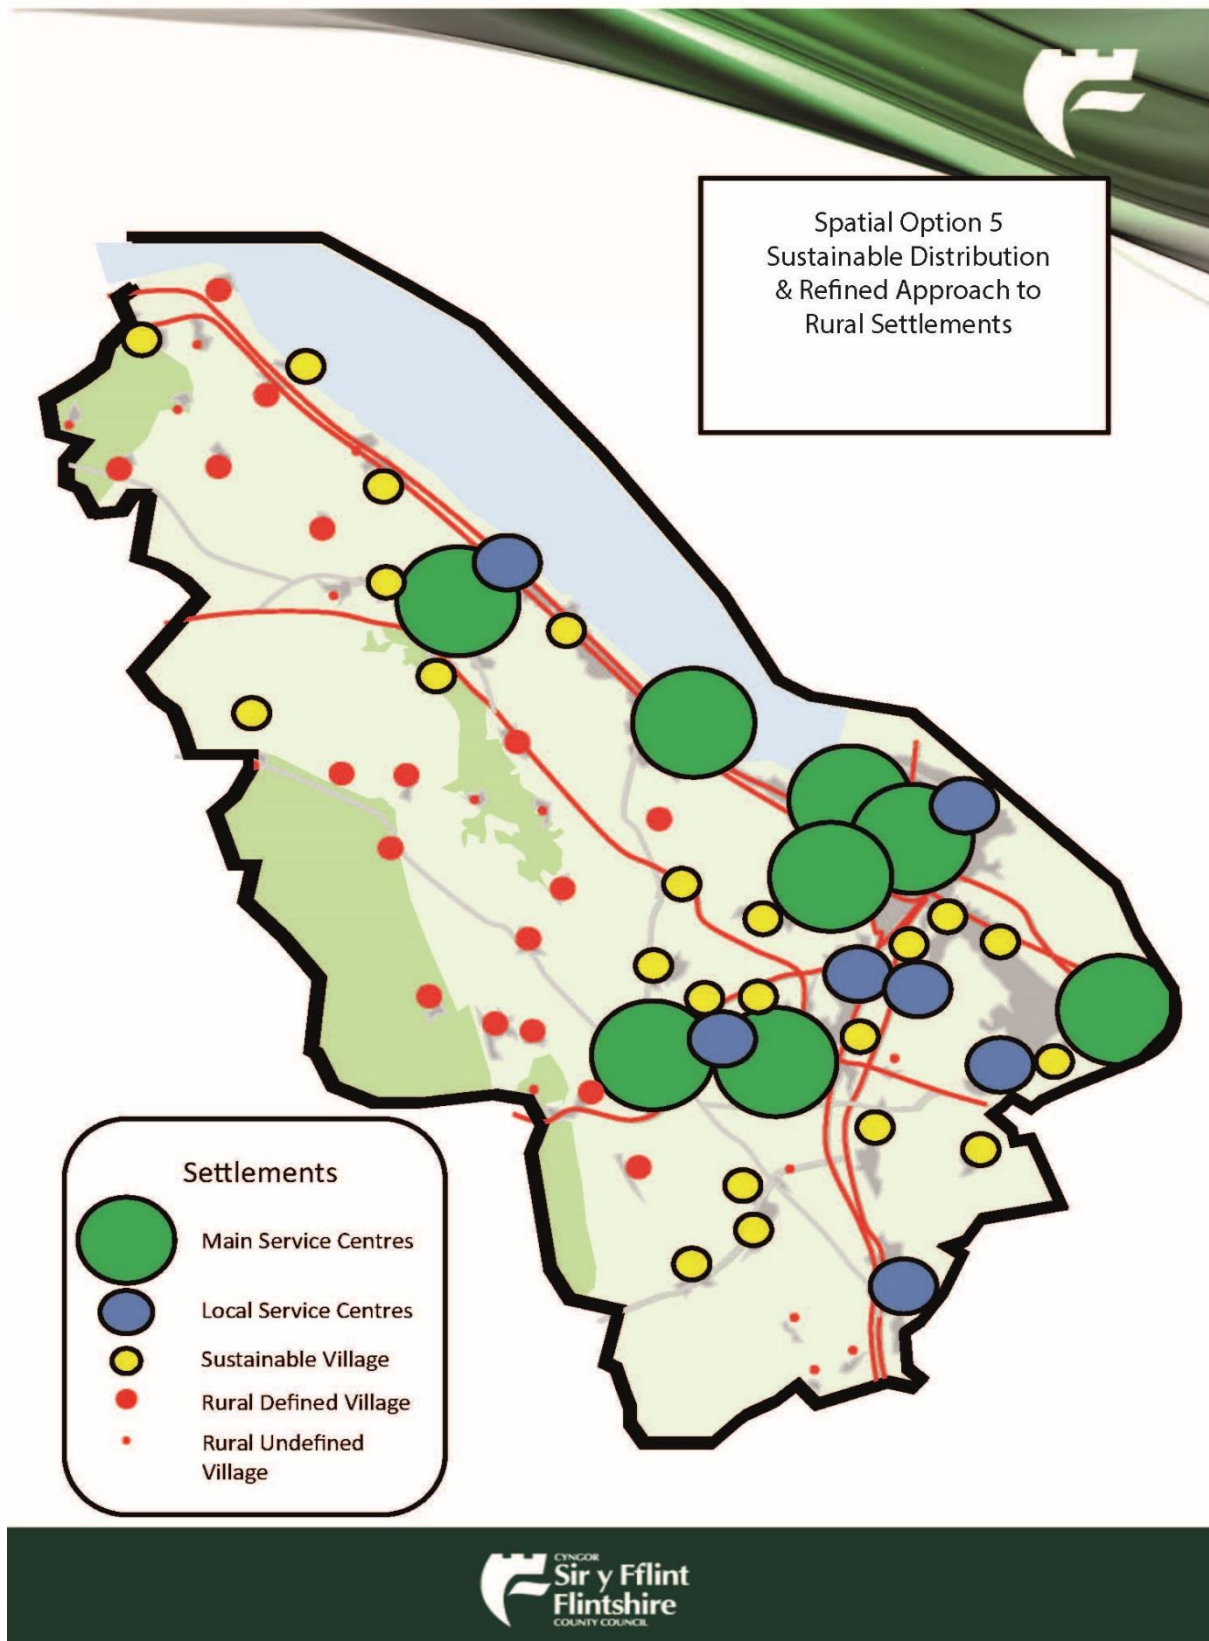 Spatial Option 5
Sustainable Distribution
& Refined Approach to
Rural Settlements
Settlements
Main Service Centres
Local Service Centres
Sustainable Village
Rural Defined Village
Rural Undefined
Village
CYNGOR
Sir y Fflint
Flintshire
COUNTY COUNCIL